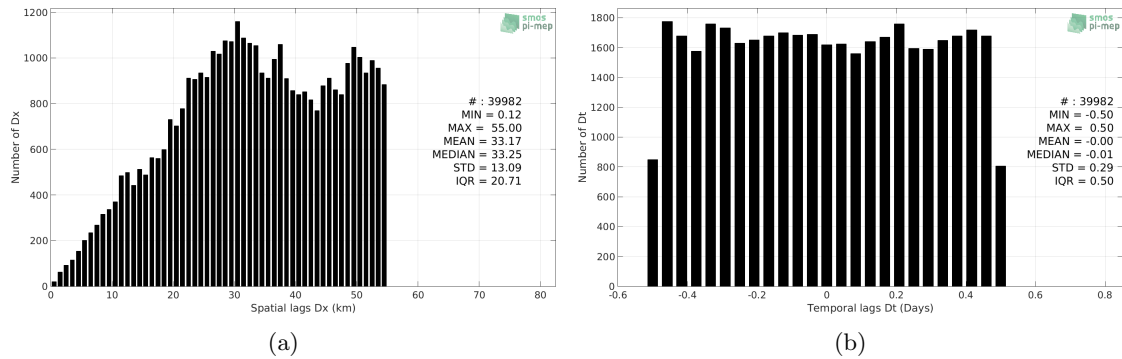 smos
pi-mep
1200
1000
800
600
400
200
0
Number of Dx
# : 39982
MIN = 0.12
MAX = 55.00
MEAN = 33.17
MEDIAN = 33.25
STD = 13.09
IQR = 20.71
0 10 20 30 40 50 60 70 80
Spatial lags Dx (km)
(a)
smos
pi-mep
1800
1600
1400
1200
1000
800
600
400
200
0
Number of Dt
# : 39982
MIN = -0.50
MAX = 0.50
MEAN = -0.00
MEDIAN = -0.01
STD = 0.29
IQR = 0.50
-0.6 -0.4 -0.2 0 0.2 0.4 0.6 0.8
Temporal lags Dt (Days)
(b)